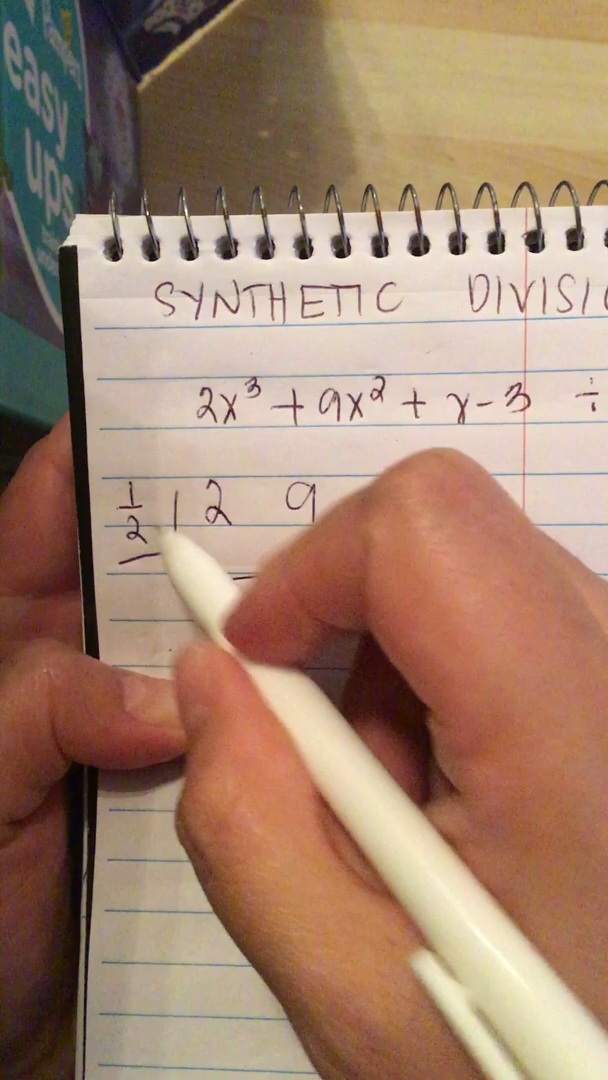 easy
ups
SYNTHETIC DIVISI
2x³ + 9x² + x - 3 ÷
1/2 | 2 9